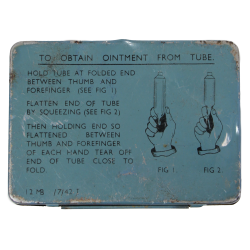 TO OBTAIN OINTMENT FROM TUBE.
HOLD TUBE AT FOLDED END
BETWEEN THUMB AND
FOREFINGER (SEE FIG 1)
FLATTEN END OF TUBE
BY SQUEEZING (SEE FIG 2)
THEN HOLDING END SO
FLATTENED BETWEEN
THUMB AND FOREFINGER
OF EACH HAND TEAR OFF
END OF TUBE CLOSE TO
FOLD.
FIG 1.
FIG 2